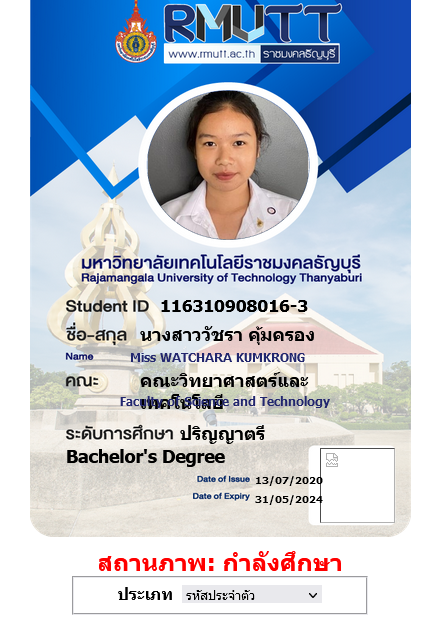 RMUTT
www.rmutt.ac.th ราชมงคลธัญบุรี
มหาวิทยาลัยเทคโนโลยีราชมงคลธัญบุรี
Rajamangala University of Technology Thanyaburi
Student ID 116310908016-3
ชื่อ-สกุล นางสาววัชรา คุ้มครอง
Name Miss WATCHARA KUMKRONG
คณะ คณะวิทยาศาสตร์และ
เทคโนโลยี
Faculty of Science and Technology
ระดับการศึกษา ปริญญาตรี
Bachelor's Degree
Date of Issue 13/07/2020
Date of Expiry 31/05/2024
สถานภาพ: กำลังศึกษา
ประเภท รหัสประจำตัว